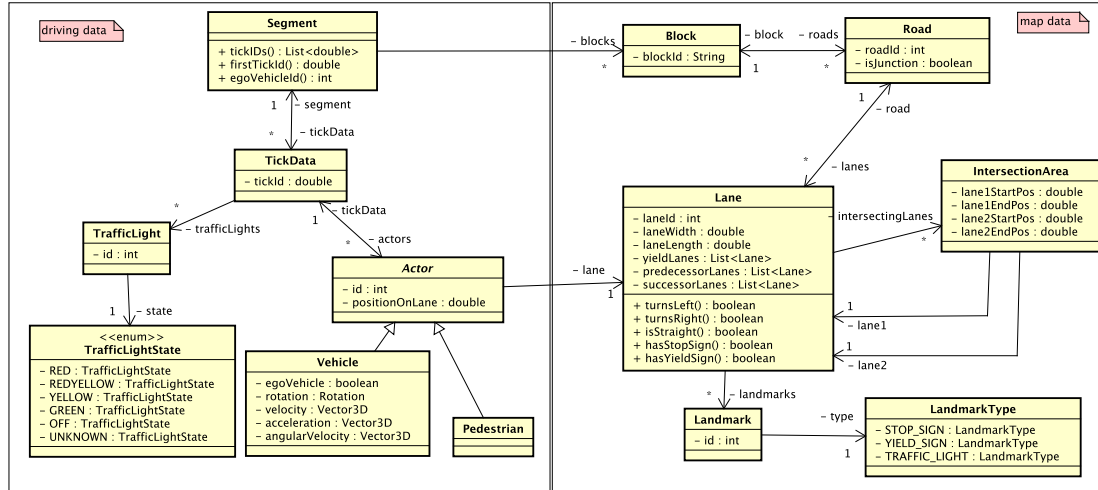 driving data
Segment
+ tickIDs() : List<double>
+ firstTickId() : double
+ egoVehicleId() : int
– blocks
*
1
– segment
*
– tickData
TickData
– tickId : double
*
– trafficLights
1
– tickData
*
– actors
TrafficLight
– id : int
1
– state
Actor
– id : int
– positionOnLane : double
– lane
1
<<enum>>
TrafficLightState
– RED : TrafficLightState
– REDYELLOW : TrafficLightState
– YELLOW : TrafficLightState
– GREEN : TrafficLightState
– OFF : TrafficLightState
– UNKNOWN : TrafficLightState
Vehicle
– egoVehicle : boolean
– rotation : Rotation
– velocity : Vector3D
– acceleration : Vector3D
– angularVelocity : Vector3D
Pedestrian
map data
Block
– blockId : String
– block
1
– roads
*
Road
– roadId : int
– isJunction : boolean
1
– road
*
– lanes
Lane
– laneId : int
– laneWidth : double
– laneLength : double
– yieldLanes : List<Lane>
– predecessorLanes : List<Lane>
– successorLanes : List<Lane>
+ turnsLeft() : boolean
+ turnsRight() : boolean
+ isStraight() : boolean
+ hasStopSign() : boolean
+ hasYieldSign() : boolean
– intersectingLanes
*
IntersectionArea
– lane1StartPos : double
– lane1EndPos : double
– lane2StartPos : double
– lane2EndPos : double
1
– lane1
1
– lane2
*
– landmarks
Landmark
– id : int
– type
1
LandmarkType
– STOP_SIGN : LandmarkType
– YIELD_SIGN : LandmarkType
– TRAFFIC_LIGHT : LandmarkType